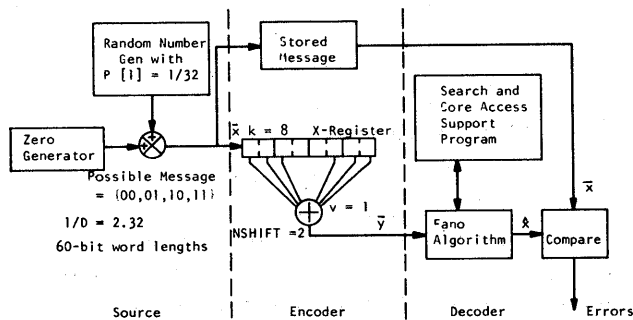 Random Number
Gen with
P [1] = 1/32
Stored
Message
Search and
Core Access
Support
Program
Zero
Generator
+
+
x̄ k = 8 X-Register
Possible Message
= {00,01,10,11}
1/D = 2.32
60-bit word lengths
v = 1
NSHIFT =2
ȳ
Fano
Algorithm
x̂
x̄
Compare
Source
Encoder
Decoder
Errors